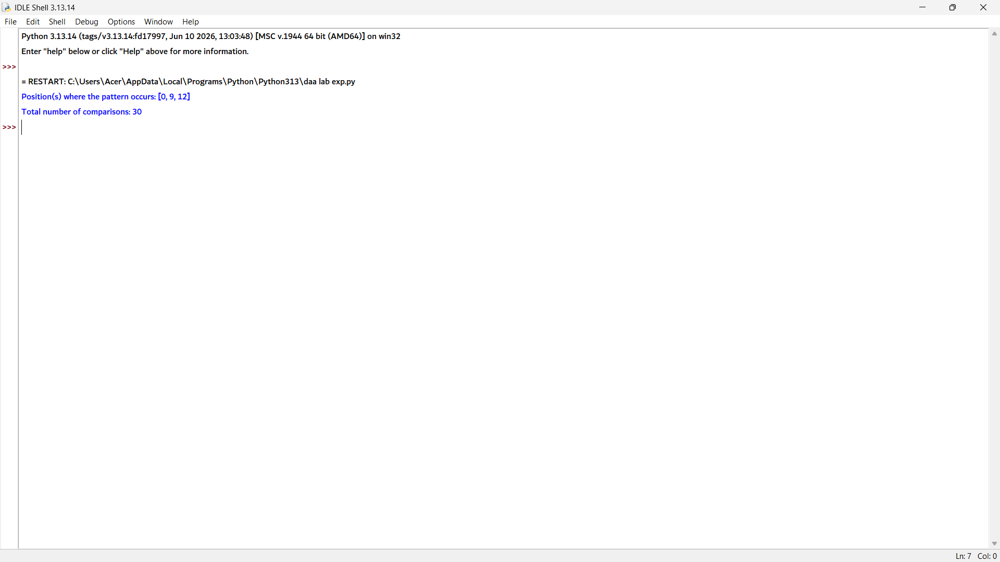 IDLE Shell 3.13.14
File Edit Shell Debug Options Window Help
Python 3.13.14 (tags/v3.13.14:fd17997, Jun 10 2026, 13:03:48) [MSC v.1944 64 bit (AMD64)] on win32
Enter "help" below or click "Help" above for more information.
>>>
= RESTART: C:\Users\Acer\AppData\Local\Programs\Python\Python313\daa lab exp.py
Position(s) where the pattern occurs: [0, 9, 12]
Total number of comparisons: 30
>>>
Ln: 7 Col: 0